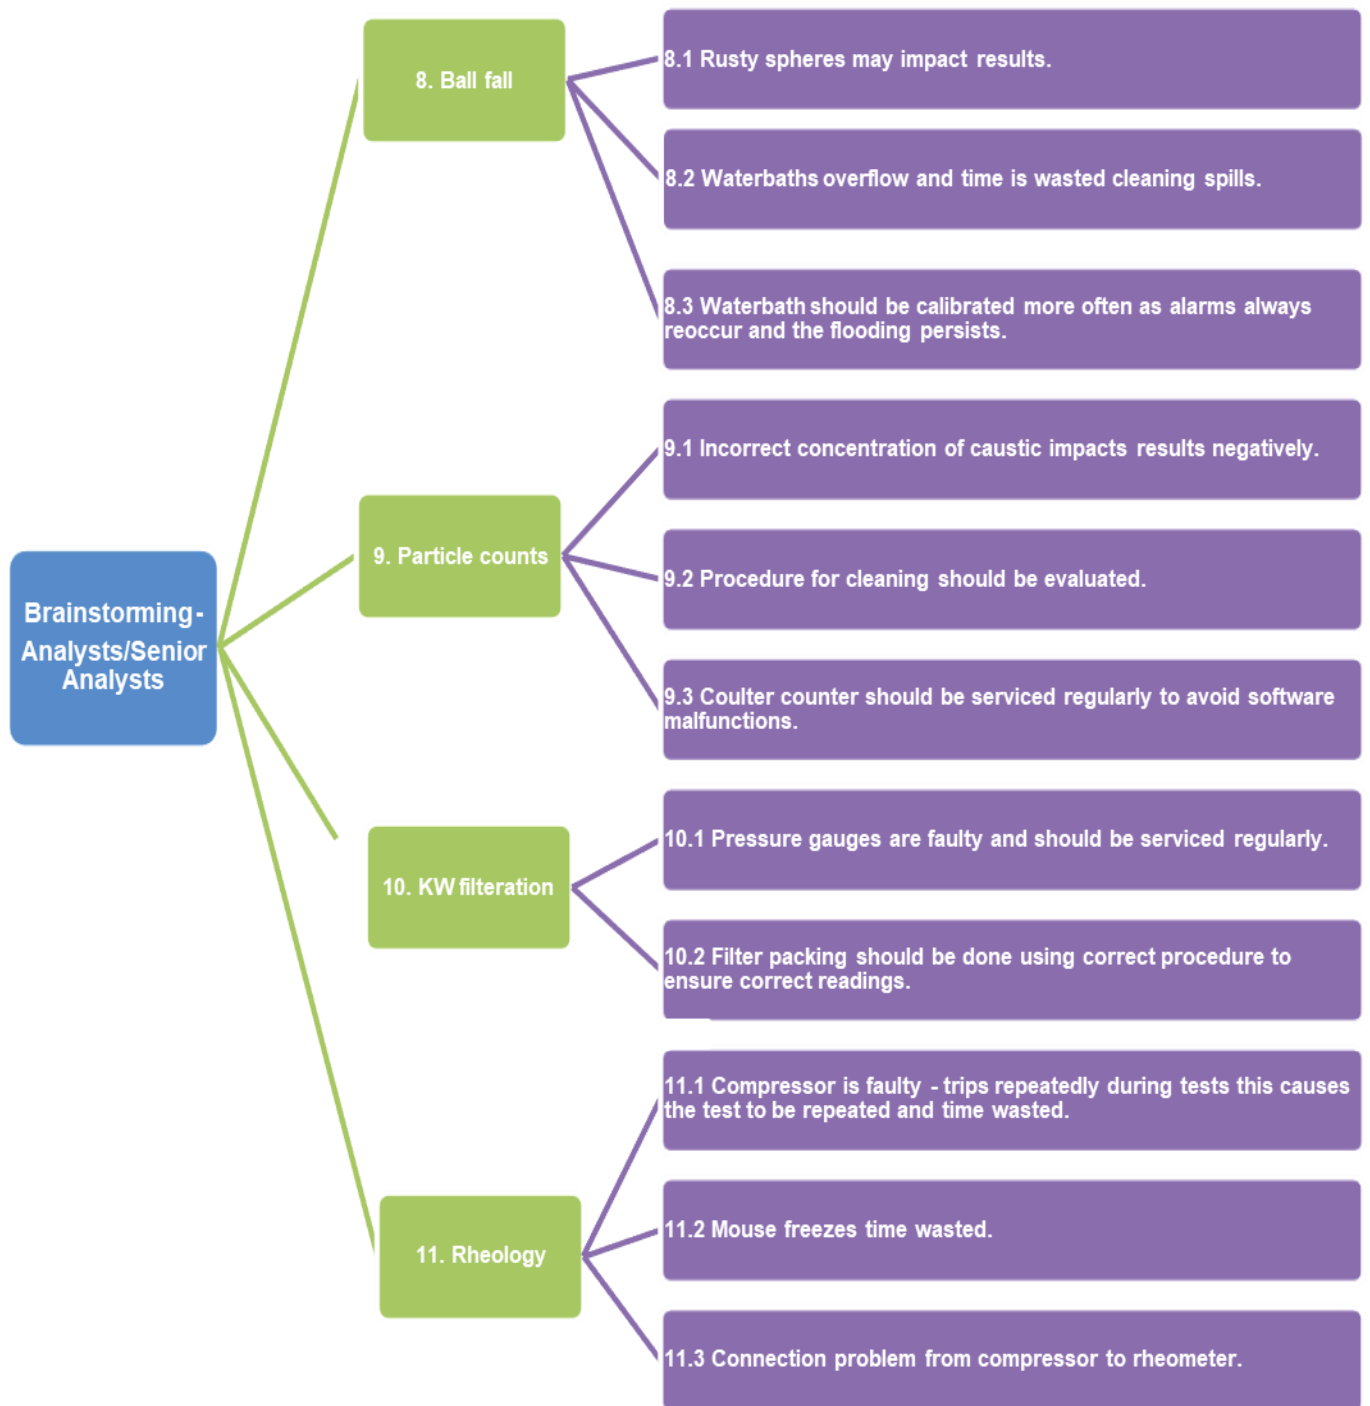 8. Ball fall
8.1 Rusty spheres may impact results.
8.2 Waterbaths overflow and time is wasted cleaning spills.
8.3 Waterbath should be calibrated more often as alarms always
reoccur and the flooding persists.
Brainstorming-
Analysts/Senior
Analysts
9. Particle counts
9.1 Incorrect concentration of caustic impacts results negatively.
9.2 Procedure for cleaning should be evaluated.
9.3 Coulter counter should be serviced regularly to avoid software
malfunctions.
10. KW filteration
10.1 Pressure gauges are faulty and should be serviced regularly.
10.2 Filter packing should be done using correct procedure to
ensure correct readings.
11. Rheology
11.1 Compressor is faulty - trips repeatedly during tests this causes
the test to be repeated and time wasted.
11.2 Mouse freezes time wasted.
11.3 Connection problem from compressor to rheometer.